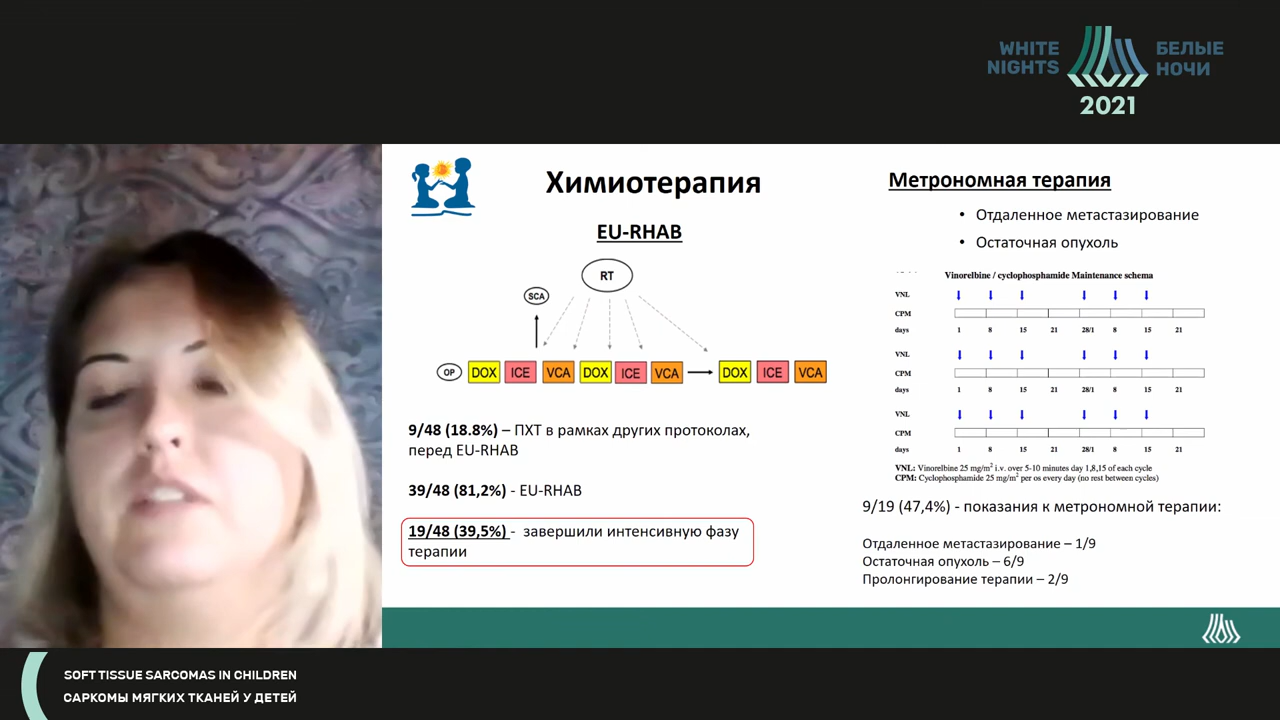 WHITE NIGHTS
БЕЛЫЕ НОЧИ
2021
Химиотерапия
EU-RHAB
RT
SCA
OP DOX ICE VCA DOX ICE VCA DOX ICE VCA
9/48 (18.8%) – ПХТ в рамках других протоколах,
перед EU-RHAB
39/48 (81,2%) - EU-RHAB
19/48 (39,5%) - завершили интенсивную фазу
терапии
Метрономная терапия
• Отдаленное метастазирование
• Остаточная опухоль
Vinorelbine / cyclophosphamide Maintenance schema
VNL
CPM
days 1 8 15 21 28/1 8 15 21
VNL
CPM
days 1 8 15 21 28/1 8 15 21
VNL
CPM
days 1 8 15 21 28/1 8 15 21
VNL: Vinorelbine 25 mg/m² i.v. over 5-10 minutes day 1,8,15 of each cycle
CPM: Cyclophosphamide 25 mg/m² per os every day (no rest between cycles)
9/19 (47,4%) - показания к метрономной терапии:
Отдаленное метастазирование – 1/9
Остаточная опухоль – 6/9
Пролонгирование терапии – 2/9
SOFT TISSUE SARCOMAS IN CHILDREN
САРКОМЫ МЯГКИХ ТКАНЕЙ У ДЕТЕЙ